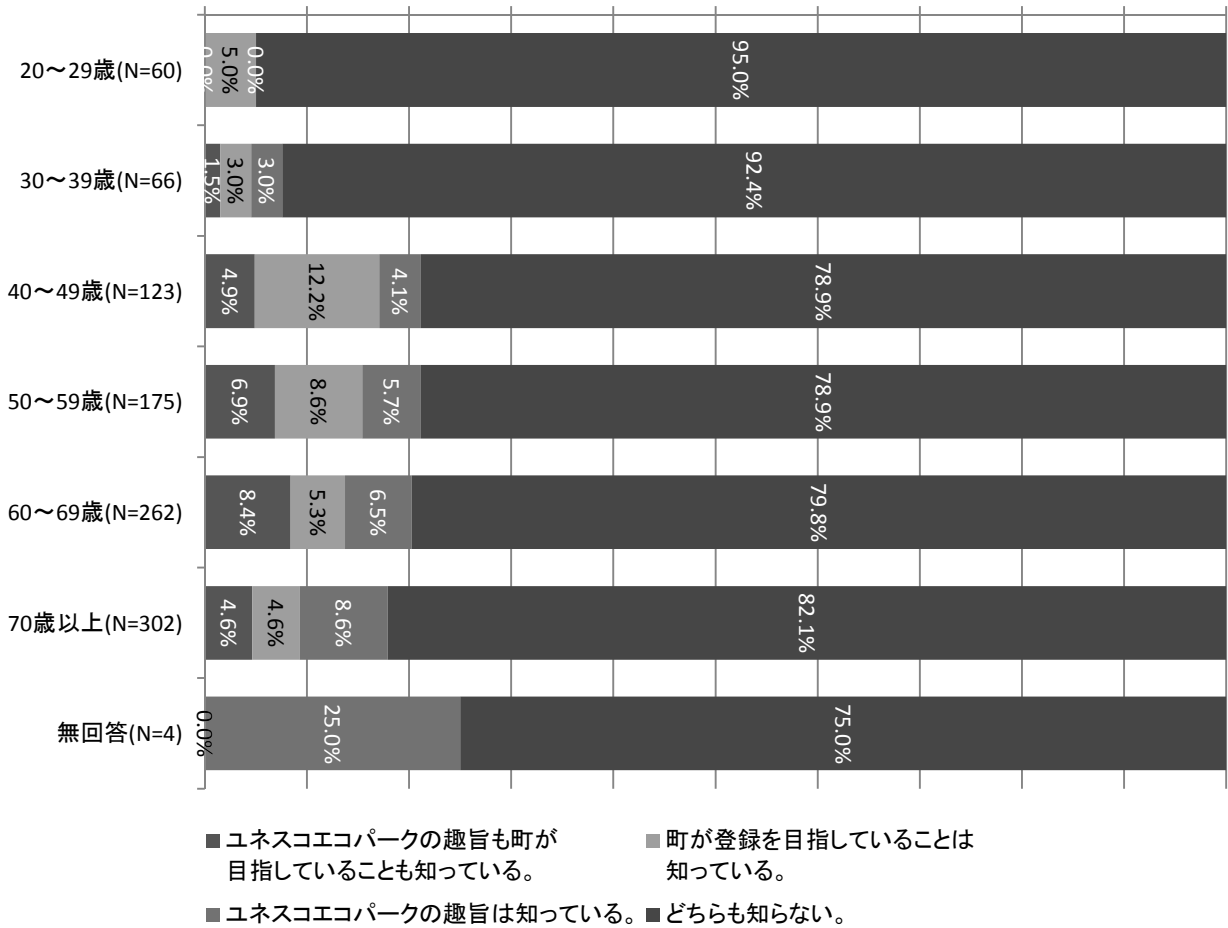 20～29歳(N=60)
0.0% 5.0% 0.0% 95.0%
30～39歳(N=66)
1.5% 3.0% 3.0% 92.4%
40～49歳(N=123)
4.9% 12.2% 4.1% 78.9%
50～59歳(N=175)
6.9% 8.6% 5.7% 78.9%
60～69歳(N=262)
8.4% 5.3% 6.5% 79.8%
70歳以上(N=302)
4.6% 4.6% 8.6% 82.1%
無回答(N=4)
0.0% 25.0% 75.0%
ユネスコエコパークの趣旨も町が
目指していることも知っている。
町が登録を目指していることは
知っている。
ユネスコエコパークの趣旨は知っている。
どちらも知らない。